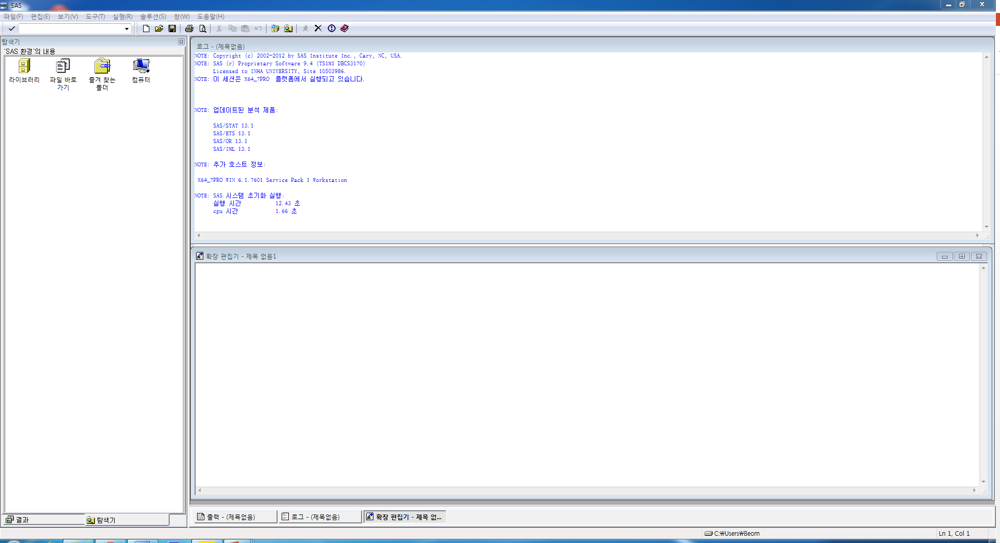 sas SAS
파일(F) 편집(E) 보기(V) 도구(T) 실행(R) 솔루션(S) 창(W) 도움말(H)
탐색기
'SAS 환경'의 내용
라이브러리
파일 바로
가기
즐겨 찾는
폴더
컴퓨터
로그 - (제목없음)
NOTE: Copyright (c) 2002-2012 by SAS Institute Inc., Cary, NC, USA.
NOTE: SAS (r) Proprietary Software 9.4 (TS1M1 DBCS3170)
Licensed to INHA UNIVERSITY, Site 10503986.
NOTE: 이 세션은 X64_7PRO 플랫폼에서 실행되고 있습니다.
NOTE: 업데이트된 분석 제품:
SAS/STAT 13.1
SAS/ETS 13.1
SAS/OR 13.1
SAS/IML 13.1
NOTE: 추가 호스트 정보:
X64_7PRO WIN 6.1.7601 Service Pack 1 Workstation
NOTE: SAS 시스템 초기화 실행:
실행 시간 12.43 초
cpu 시간 1.66 초
확장 편집기 - 제목 없음1
결과 탐색기
출력 - (제목없음) 로그 - (제목없음) 확장 편집기 - 제목 없...
C:₩Users₩Beom Ln 1, Col 1